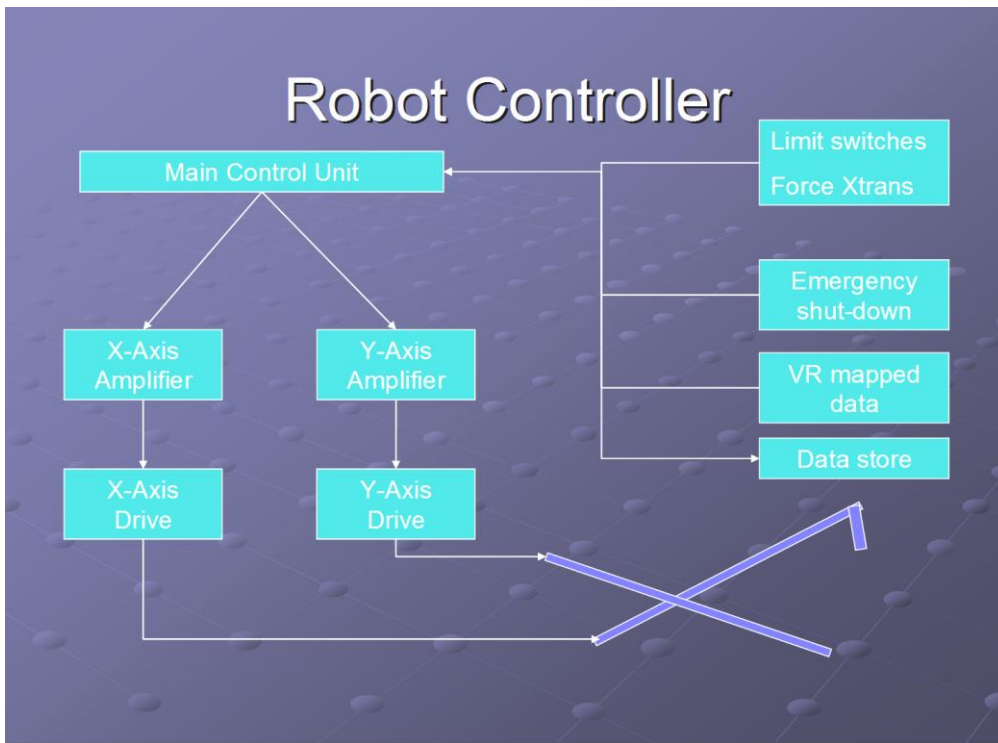 Robot Controller
Main Control Unit
Limit switches
Force Xtrans
Emergency
shut-down
X-Axis
Amplifier
Y-Axis
Amplifier
VR mapped
data
Data store
X-Axis
Drive
Y-Axis
Drive